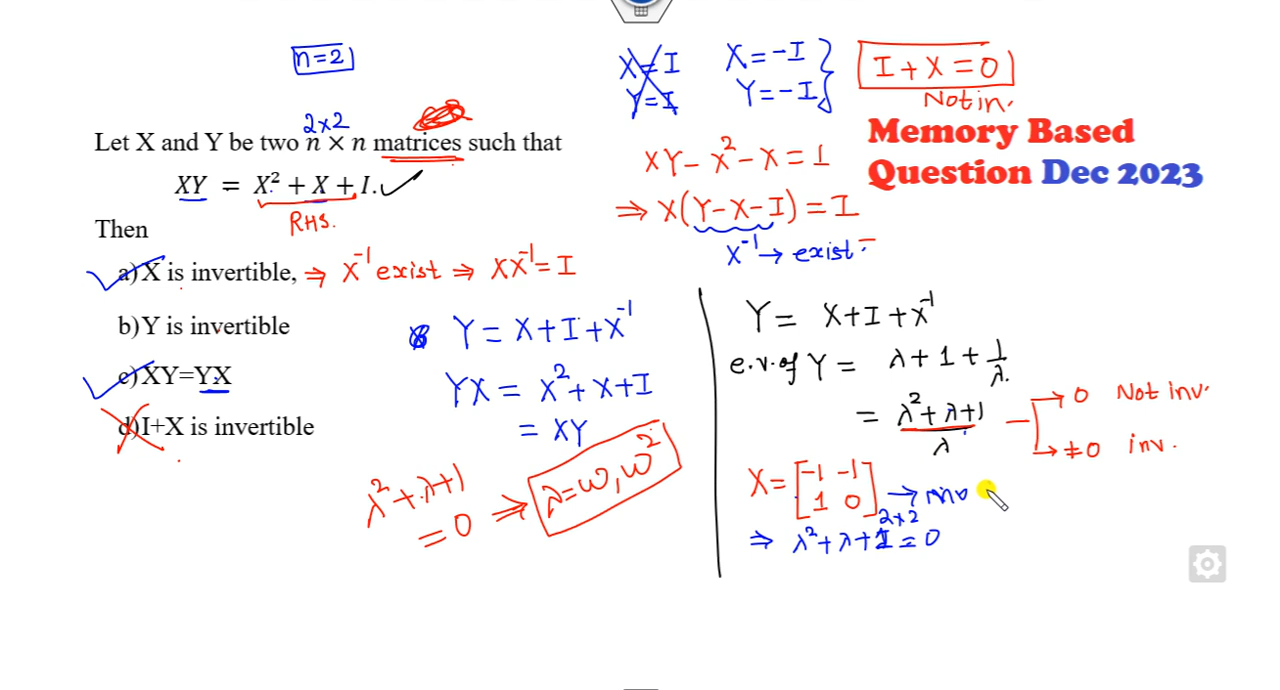 n=2
Let X and Y be two n × n matrices such that
2×2
XY = X² + X + I.
RHS.
Then
a)X is invertible, ⇒ X⁻¹ exist ⇒ XX⁻¹ = I
b)Y is invertible
c)XY=YX
d)I+X is invertible
Y = X+I+X⁻¹
YX = X²+X+I
= XY
λ²+λ+1
= 0 ⇒ λ=ω, ω²
X=I
Y=I
X=-I
Y=-I
I+X=0
Not in.
Memory Based
Question Dec 2023
XY-X²-X=1
⇒ X(Y-X-I)=I
X⁻¹→ exist
Y= X+I+X⁻¹
e.v.of Y = λ+1+1/λ.
= (λ²+λ+1)/λ
→ 0 Not inv.
→ ≠0 inv.
X= [-1 -1
1 0] 2×2 → inv
⇒ λ²+λ+1=0